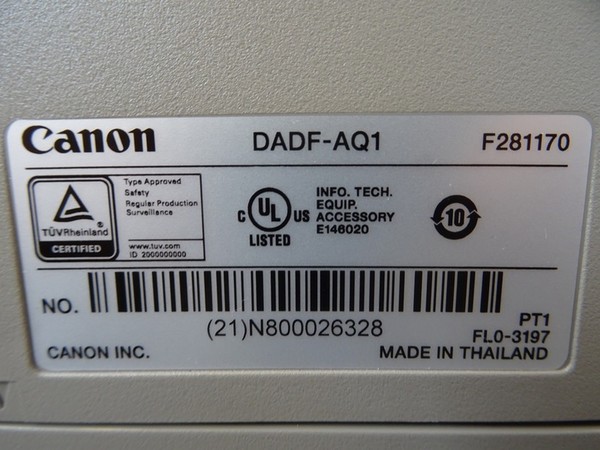 Canon DADF-AQ1 F281170
TÜVRheinland ®
CERTIFIED
Type Approved
Safety
Regular Production
Surveillance
www.tuv.com
ID 2000000000
C UL US
LISTED
INFO. TECH.
EQUIP.
ACCESSORY
E146020
10
NO.
(21)N800026328
PT1
FL0-3197
CANON INC. MADE IN THAILAND